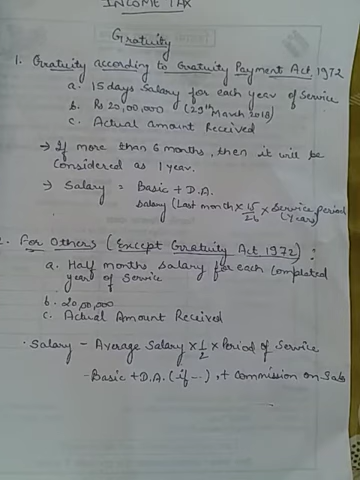 INCOME TAX
Gratuity
1. Gratuity according to Gratuity Payment Act, 1972
a. 15 days Salary for each year of Service
b. Rs 20,00,000 (29th March 2018)
c. Actual amount Received
→ If more than 6 months, then it will be
considered as 1 year.
→ Salary = Basic + D.A.
Salary (Last month × 15/26 × Service period
(Years)
2. For Others (Except Gratuity Act 1972) :
a. Half months salary for each completed
year of Service
b. 20,00,000
c. Actual Amount Received
· Salary - Average Salary × 1/2 × Period of Service
- Basic + D.A. (if --) + Commission on Sales